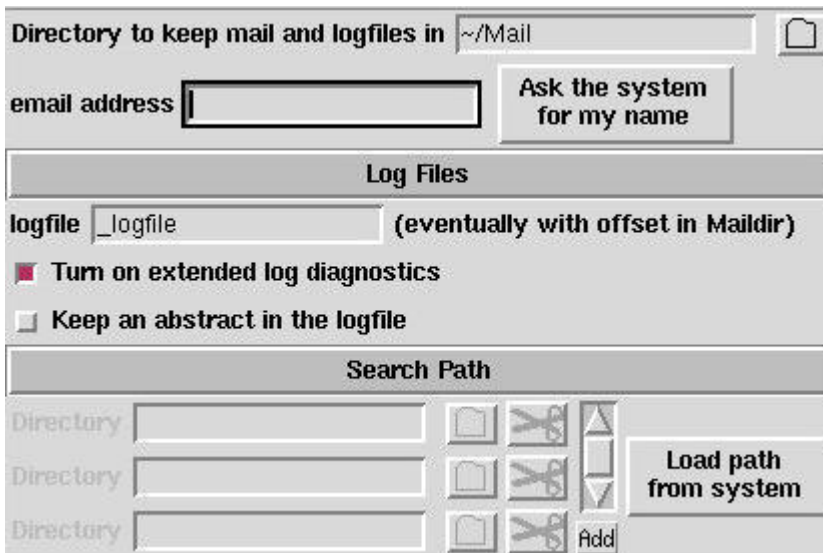 Directory to keep mail and logfiles in ~/Mail
email address Ask the system
for my name
Log Files
logfile _logfile (eventually with offset in Maildir)
Turn on extended log diagnostics
Keep an abstract in the logfile
Search Path
Directory
Directory
Load path
from system
Directory
Add